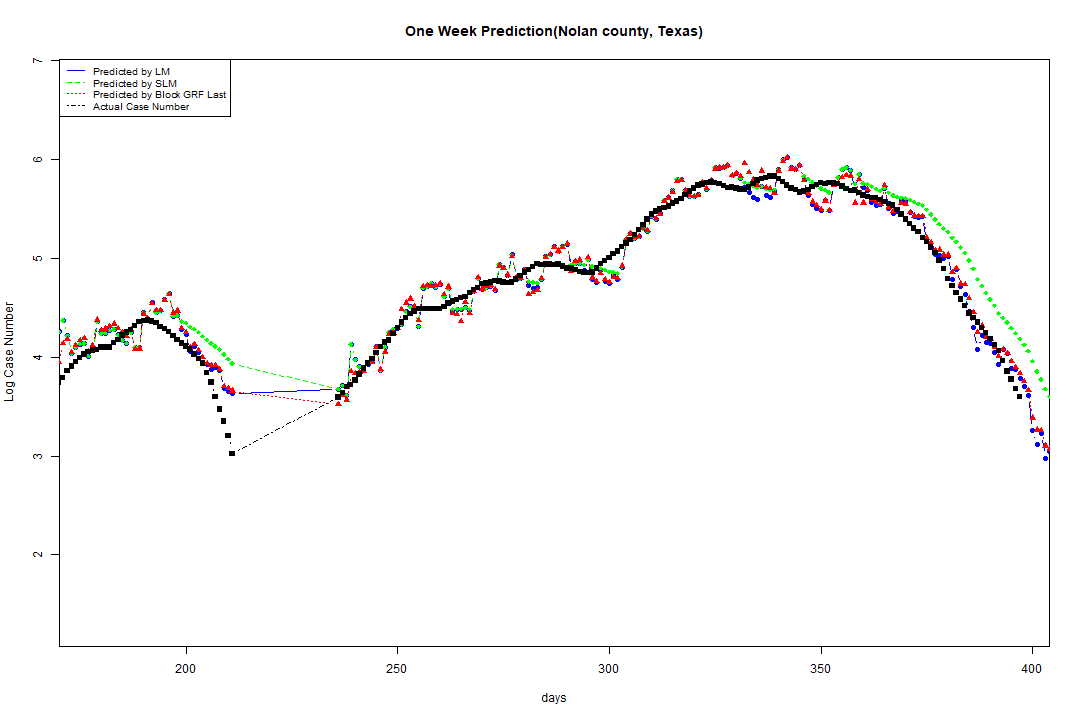 One Week Prediction(Nolan county, Texas)
Predicted by LM
Predicted by SLM
Predicted by Block GRF Last
Actual Case Number
7
6
5
4
3
2
Log Case Number
200
250
300
350
400
days